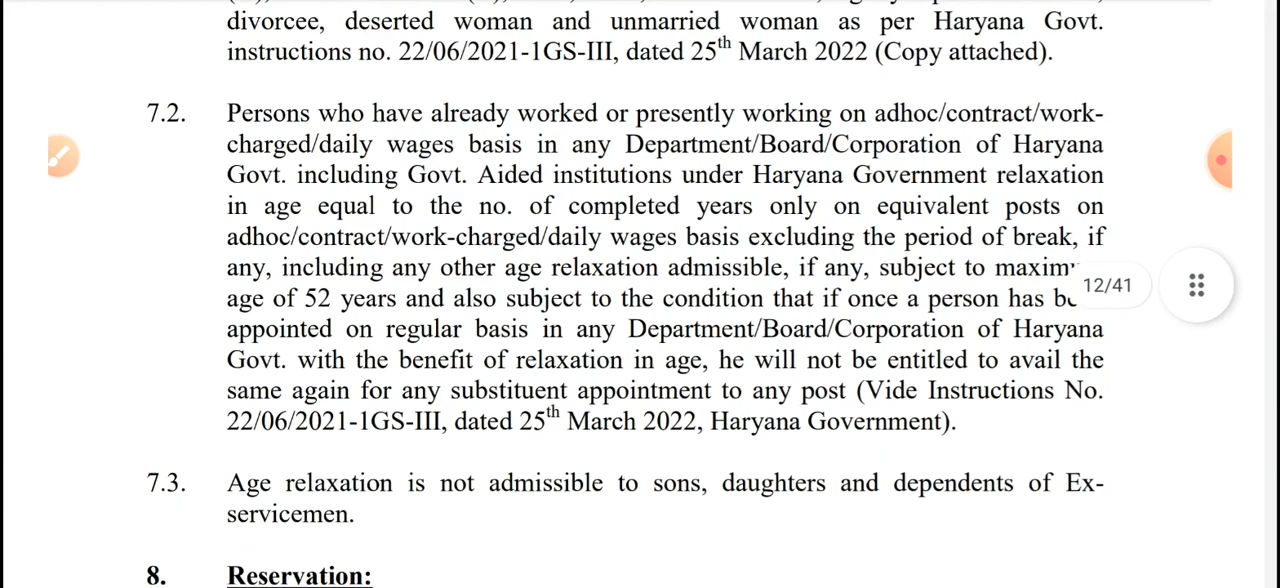 divorcee, deserted woman and unmarried woman as per Haryana Govt.
instructions no. 22/06/2021-1GS-III, dated 25th March 2022 (Copy attached).
7.2. Persons who have already worked or presently working on adhoc/contract/work-
charged/daily wages basis in any Department/Board/Corporation of Haryana
Govt. including Govt. Aided institutions under Haryana Government relaxation
in age equal to the no. of completed years only on equivalent posts on
adhoc/contract/work-charged/daily wages basis excluding the period of break, if
any, including any other age relaxation admissible, if any, subject to
age of 52 years and also subject to the condition that if once a person has
12/41
appointed on regular basis in any Department/Board/Corporation of Haryana
Govt. with the benefit of relaxation in age, he will not be entitled to avail the
same again for any substituent appointment to any post (Vide Instructions No.
22/06/2021-1GS-III, dated 25th March 2022, Haryana Government).
7.3. Age relaxation is not admissible to sons, daughters and dependents of Ex-
servicemen.
8. Reservation: